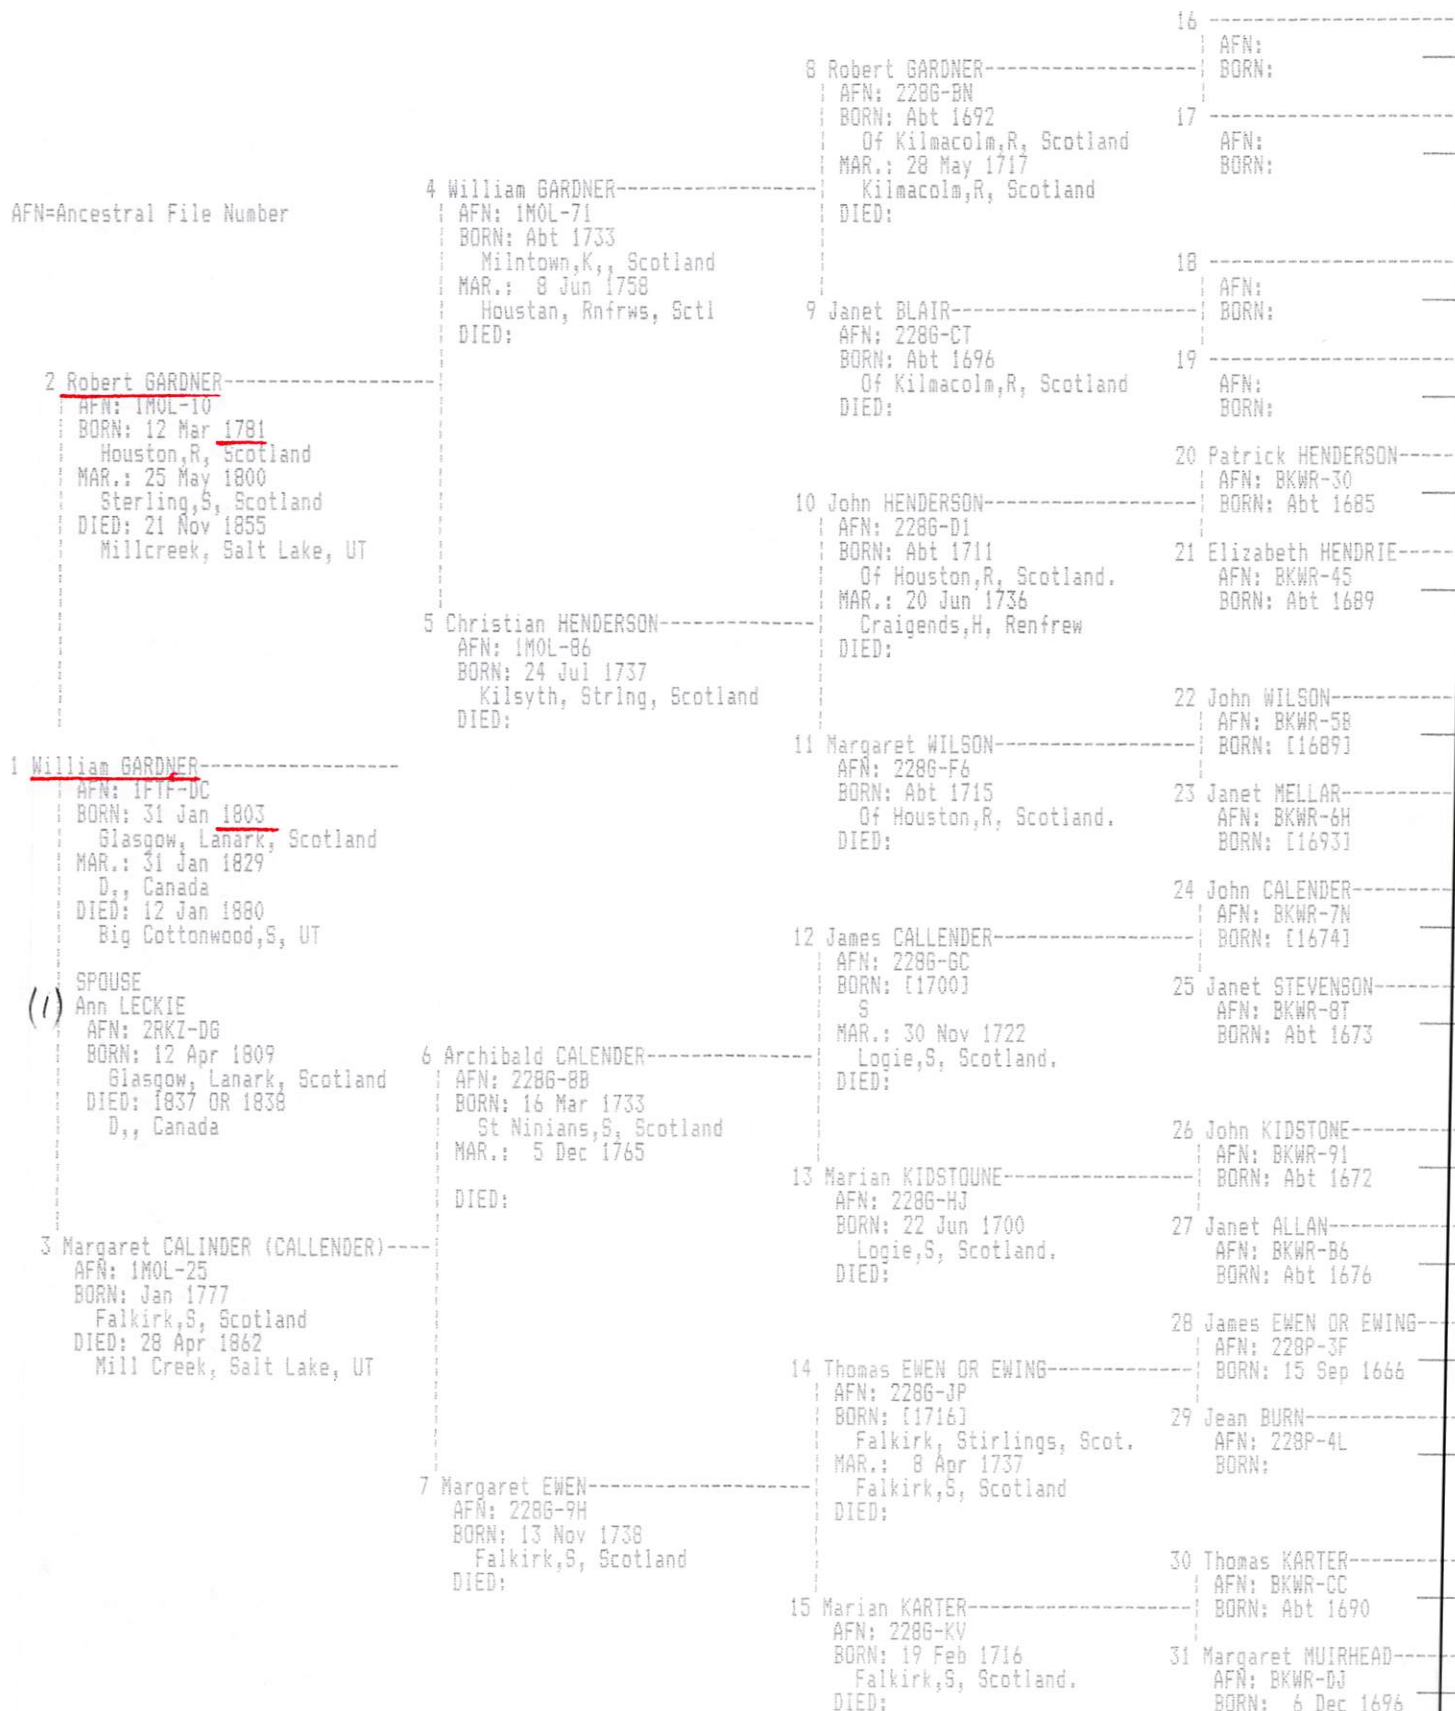 AFN=Ancestral File Number
1 William GARDNER
AFN: 1FTF-DC
BORN: 31 Jan 1803
Glasgow, Lanark, Scotland
MAR.: 31 Jan 1829
D,, Canada
DIED: 12 Jan 1880
Big Cottonwood,S, UT
SPOUSE
(1) Ann LECKIE
AFN: 2RKZ-DG
BORN: 12 Apr 1809
Glasgow, Lanark, Scotland
DIED: 1837 OR 1838
D,, Canada
2 Robert GARDNER
AFN: 1MOL-10
BORN: 12 Mar 1781
Houston,R, Scotland
MAR.: 25 May 1800
Sterling,S, Scotland
DIED: 21 Nov 1855
Millcreek, Salt Lake, UT
3 Margaret CALINDER (CALLENDER)
AFN: 1MOL-25
BORN: Jan 1777
Falkirk,S, Scotland
DIED: 28 Apr 1862
Mill Creek, Salt Lake, UT
4 William GARDNER
AFN: 1MOL-71
BORN: Abt 1733
Milntown,K,, Scotland
MAR.: 8 Jun 1758
Houstan, Rnfrws, Sctl
DIED:
5 Christian HENDERSON
AFN: 1MOL-86
BORN: 24 Jul 1737
Kilsyth, Strlng, Scotland
DIED:
6 Archibald CALENDER
AFN: 228G-8B
BORN: 16 Mar 1733
St Ninians,S, Scotland
MAR.: 5 Dec 1765
DIED:
7 Margaret EWEN
AFN: 228G-9H
BORN: 13 Nov 1738
Falkirk,S, Scotland
DIED:
8 Robert GARDNER
AFN: 228G-BN
BORN: Abt 1692
Of Kilmacolm,R, Scotland
MAR.: 28 May 1717
Kilmacolm,R, Scotland
DIED:
9 Janet BLAIR
AFN: 228G-CT
BORN: Abt 1696
Of Kilmacolm,R, Scotland
DIED:
10 John HENDERSON
AFN: 228G-D1
BORN: Abt 1711
Of Houston,R, Scotland.
MAR.: 20 Jun 1736
Craigends,H, Renfrew
DIED:
11 Margaret WILSON
AFN: 228G-F6
BORN: Abt 1715
Of Houston,R, Scotland.
DIED:
12 James CALLENDER
AFN: 228G-GC
BORN: [1700]
S
MAR.: 30 Nov 1722
Logie,S, Scotland.
DIED:
13 Marian KIDSTOUNE
AFN: 228G-HJ
BORN: 22 Jun 1700
Logie,S, Scotland.
DIED:
14 Thomas EWEN OR EWING
AFN: 228G-JP
BORN: [1716]
Falkirk, Stirlings, Scot.
MAR.: 8 Apr 1737
Falkirk,S, Scotland
DIED:
15 Marian KARTER
AFN: 228G-KV
BORN: 19 Feb 1716
Falkirk,S, Scotland.
DIED:
16
AFN:
BORN:
17
AFN:
BORN:
18
AFN:
BORN:
19
AFN:
BORN:
20 Patrick HENDERSON
AFN: BKWR-30
BORN: Abt 1685
21 Elizabeth HENDRIE
AFN: BKWR-45
BORN: Abt 1689
22 John WILSON
AFN: BKWR-5B
BORN: [1689]
23 Janet MELLAR
AFN: BKWR-6H
BORN: [1693]
24 John CALENDER
AFN: BKWR-7N
BORN: [1674]
25 Janet STEVENSON
AFN: BKWR-8T
BORN: Abt 1673
26 John KIDSTONE
AFN: BKWR-91
BORN: Abt 1672
27 Janet ALLAN
AFN: BKWR-B6
BORN: Abt 1676
28 James EWEN OR EWING
AFN: 228P-3F
BORN: 15 Sep 1666
29 Jean BURN
AFN: 228P-4L
BORN:
30 Thomas KARTER
AFN: BKWR-CC
BORN: Abt 1690
31 Margaret MUIRHEAD
AFN: BKWR-DJ
BORN: 6 Dec 1696